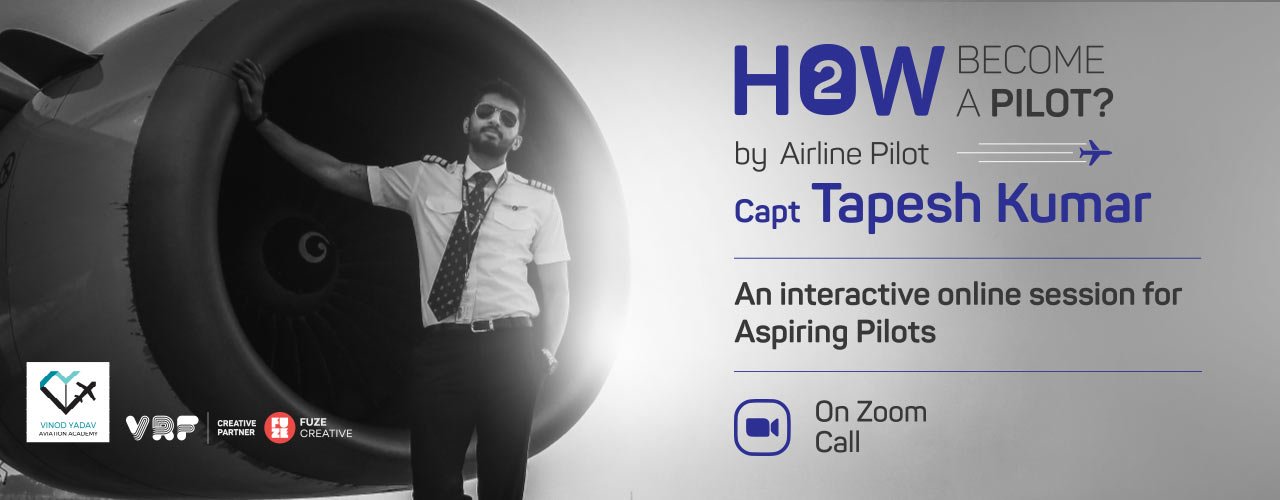 H2W BECOME
A PILOT?
by Airline Pilot
Capt Tapesh Kumar
An interactive online session for
Aspiring Pilots
On Zoom
Call
VINOD YADAV
AVIATION ACADEMY
VRF
CREATIVE
PARTNER
FUZE
FUZE
CREATIVE